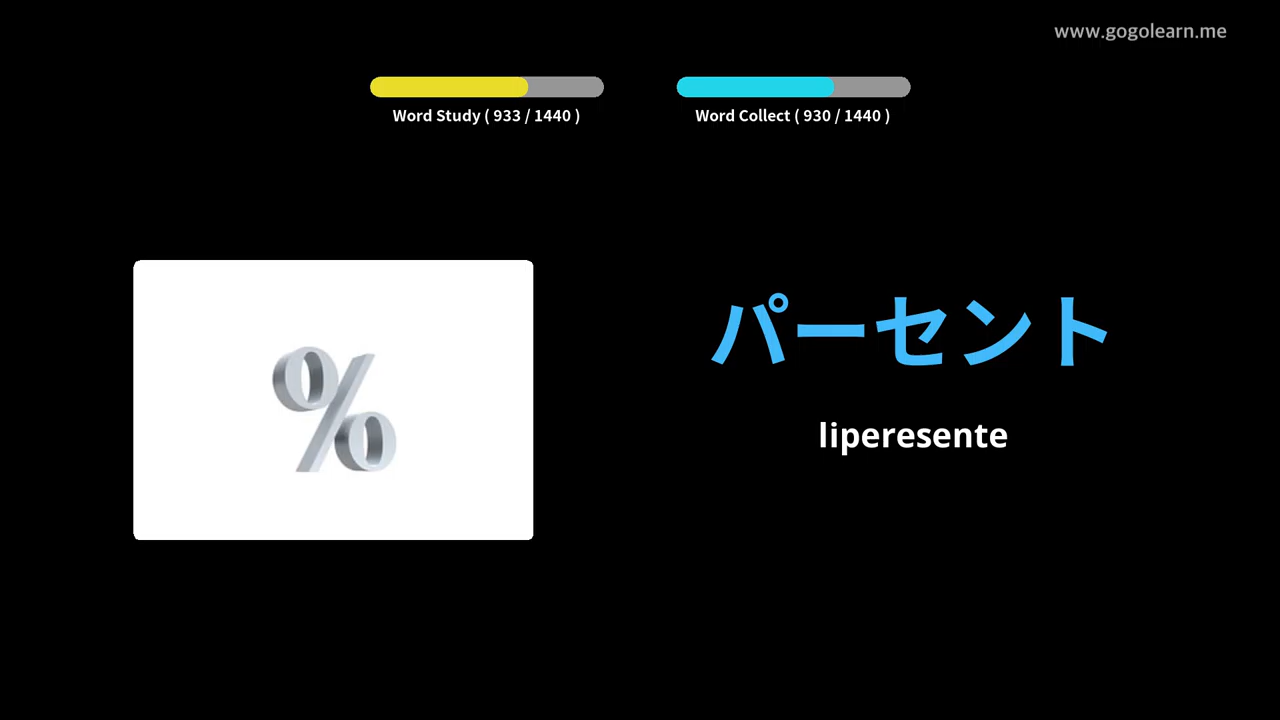 www.gogolearn.me
Word Study ( 933 / 1440 )
Word Collect ( 930 / 1440 )
%
パーセント
liperesente